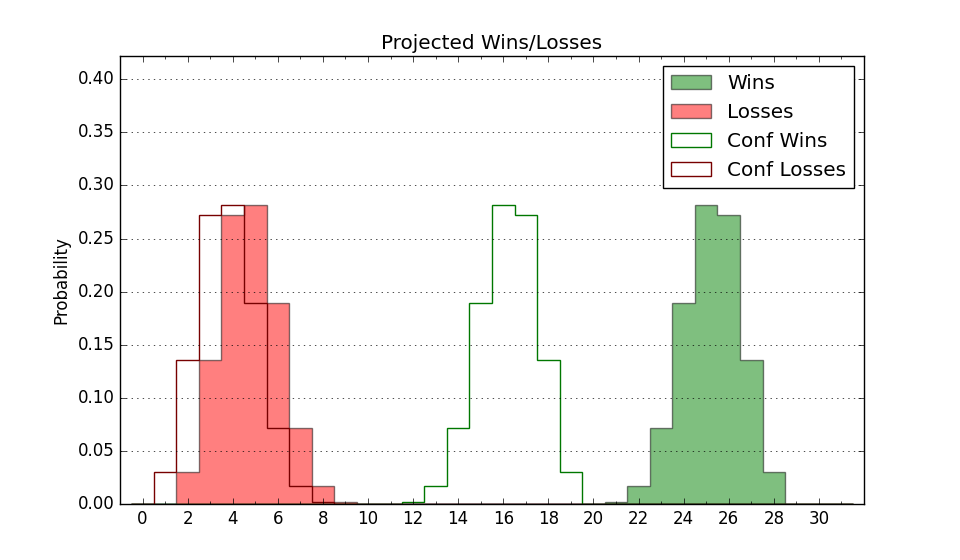 Projected Wins/Losses
Wins
Losses
Conf Wins
Conf Losses
Probability
0.40
0.35
0.30
0.25
0.20
0.15
0.10
0.05
0.00
0 2 4 6 8 10 12 14 16 18 20 22 24 26 28 30